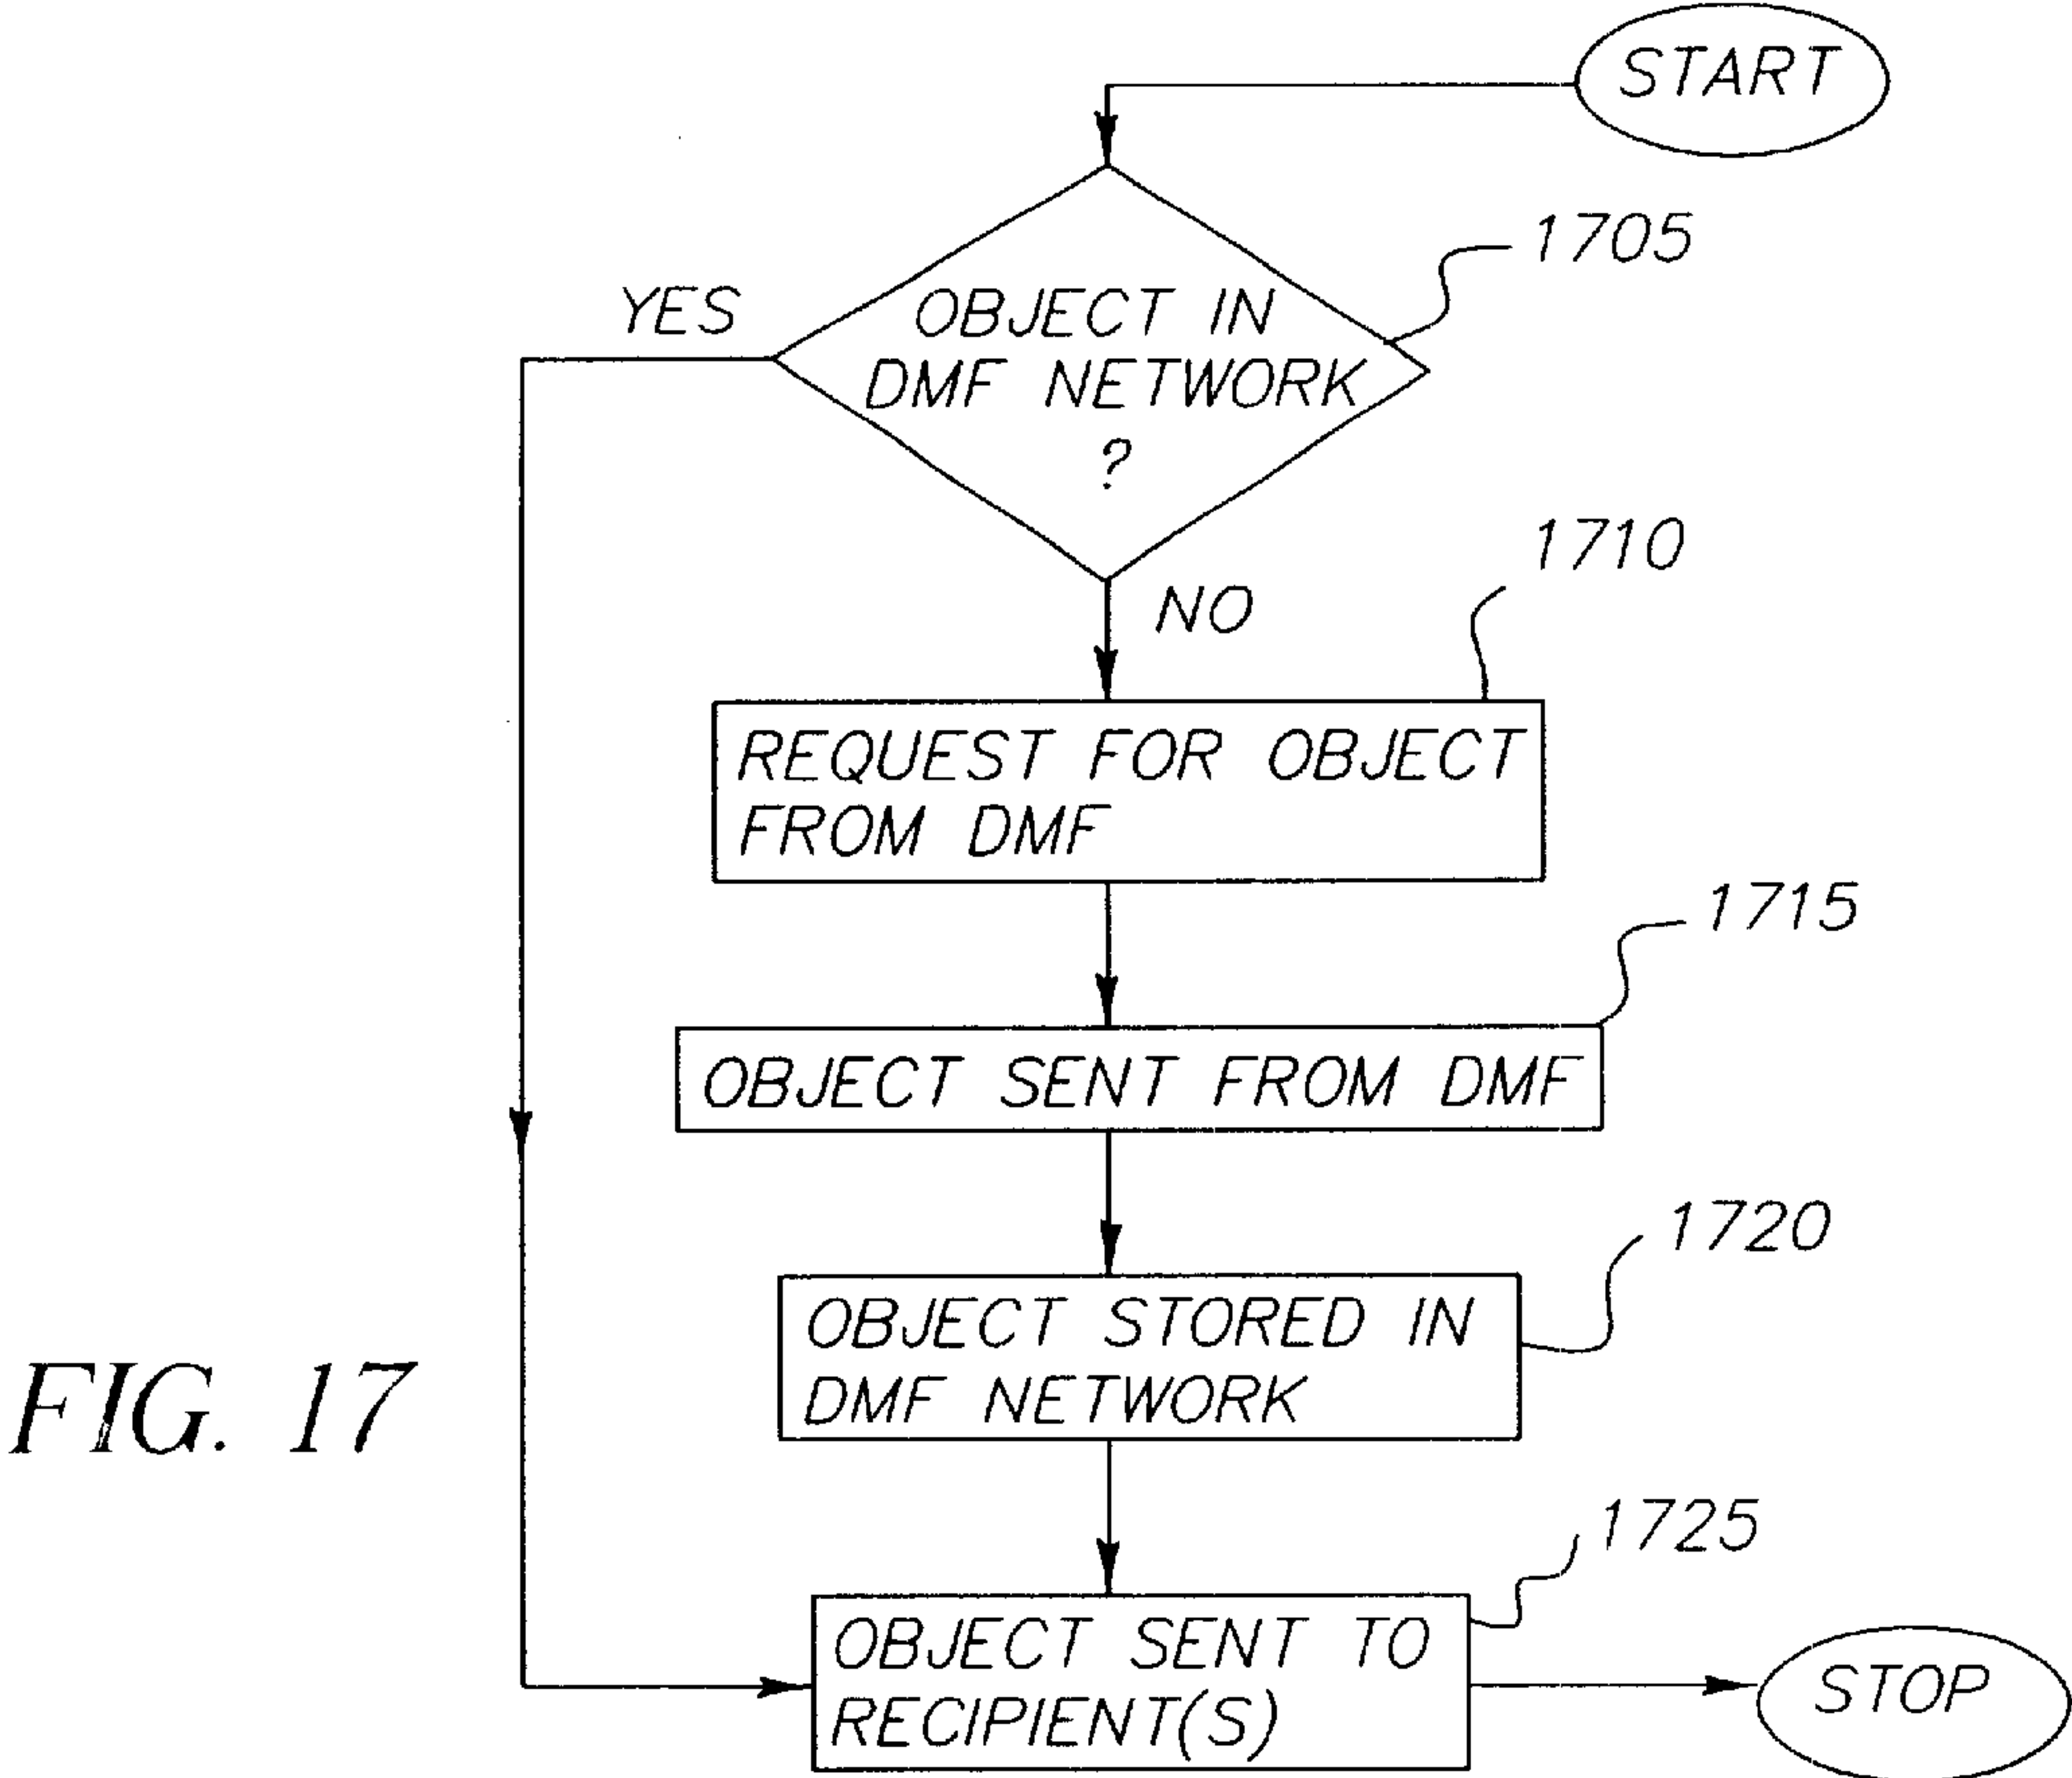 START
1705
YES
OBJECT IN
DMF NETWORK
?
1710
NO
REQUEST FOR OBJECT
FROM DMF
1715
OBJECT SENT FROM DMF
1720
OBJECT STORED IN
DMF NETWORK
FIG. 17
1725
OBJECT SENT TO
RECIPIENT(S)
STOP